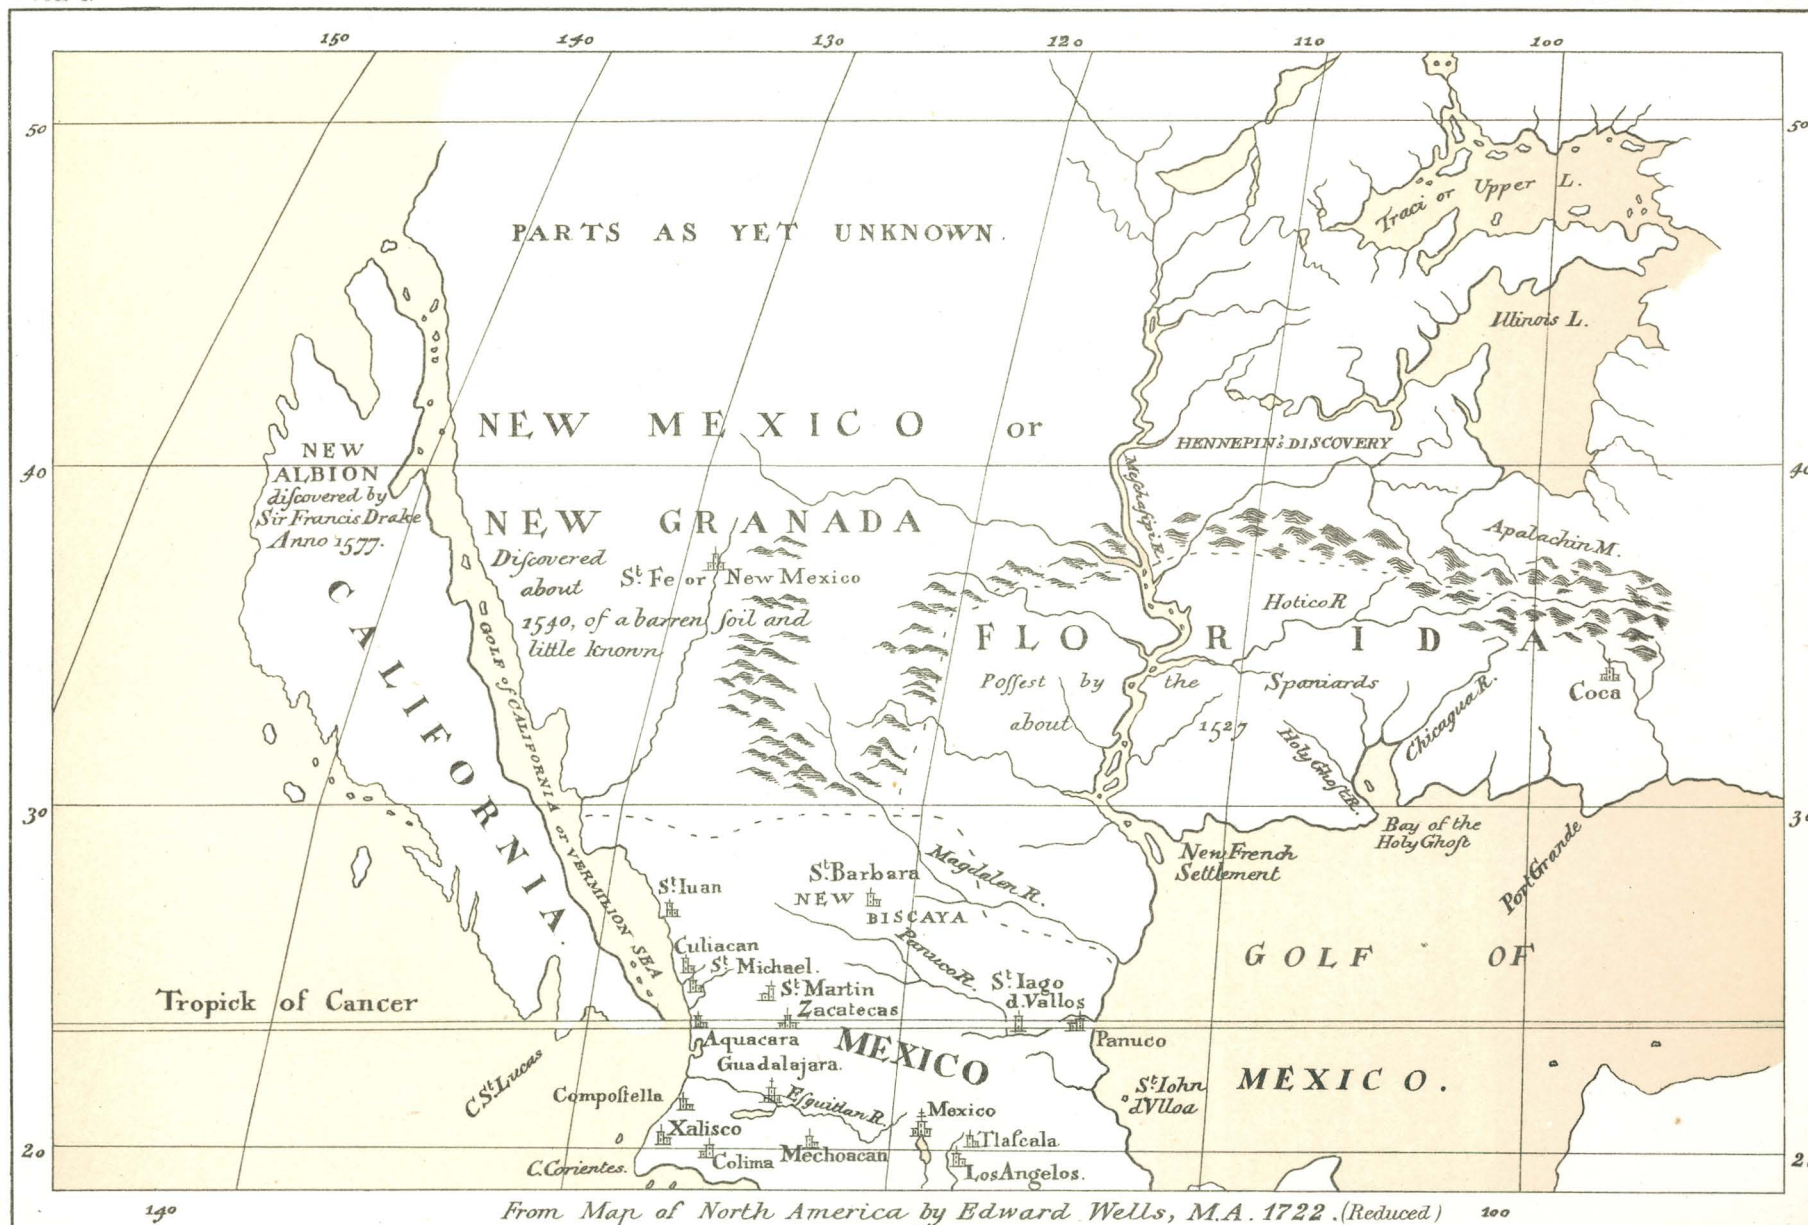 150 140 130 120 110 100
50 50
Traci or Upper L.
PARTS AS YET UNKNOWN.
Illinois L.
NEW MEXICO or
HENNEPIN's DISCOVERY
NEW
ALBION
diſcovered by
Sir Francis Drake
Anno 1577.
40 40
Meſchaſipi R.
NEW GRANADA
Diſcovered
about
1540, of a barren ſoil and
little known
St. Fe or New Mexico
Apalachin M.
Hotico R
CALIFORNIA.
GOLF of CALIFORNIA or VERMILION SEA
FLORIDA
Poſſest by the Spaniards
about 1527
Coca
Chicagua R.
Holy Ghoſt R.
30
Bay of the
Holy Ghoſt
New French
Settlement
Port Grande
Magdalen R.
St. Barbara
NEW
BISCAYA
St. Iuan
Culiacan
St. Michael.
St. Martin
Zacatecas
Panuco R.
St. Iago
d. Vallos
GOLF OF
MEXICO.
Tropick of Cancer
Aquacara
Guadalajara.
MEXICO
Panuco
C. St. Lucas
Compoſtella
Eſquitlan R.
Mexico
St. Iohn
d'Vlloa
Xalisco
Colima
Mechoacan
Tlaſcala
Los Angelos.
20
C. Corientes.
140
From Map of North America by Edward Wells, M.A. 1722. (Reduced)
100